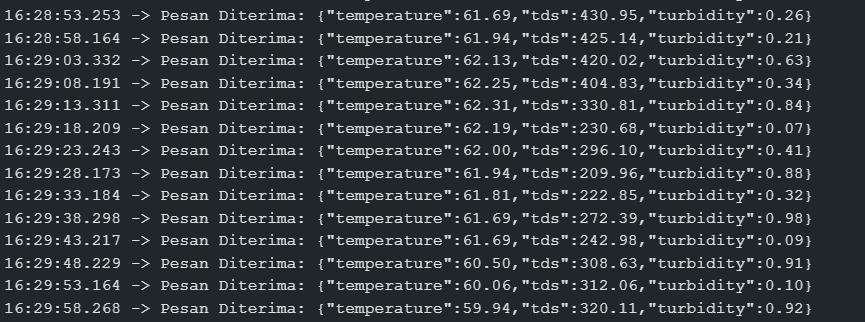 16:28:53.253 -> Pesan Diterima: {"temperature":61.69,"tds":430.95,"turbidity":0.26}
16:28:58.164 -> Pesan Diterima: {"temperature":61.94,"tds":425.14,"turbidity":0.21}
16:29:03.332 -> Pesan Diterima: {"temperature":62.13,"tds":420.02,"turbidity":0.63}
16:29:08.191 -> Pesan Diterima: {"temperature":62.25,"tds":404.83,"turbidity":0.34}
16:29:13.311 -> Pesan Diterima: {"temperature":62.31,"tds":330.81,"turbidity":0.84}
16:29:18.209 -> Pesan Diterima: {"temperature":62.19,"tds":230.68,"turbidity":0.07}
16:29:23.243 -> Pesan Diterima: {"temperature":62.00,"tds":296.10,"turbidity":0.41}
16:29:28.173 -> Pesan Diterima: {"temperature":61.94,"tds":209.96,"turbidity":0.88}
16:29:33.184 -> Pesan Diterima: {"temperature":61.81,"tds":222.85,"turbidity":0.32}
16:29:38.298 -> Pesan Diterima: {"temperature":61.69,"tds":272.39,"turbidity":0.98}
16:29:43.217 -> Pesan Diterima: {"temperature":61.69,"tds":242.98,"turbidity":0.09}
16:29:48.229 -> Pesan Diterima: {"temperature":60.50,"tds":308.63,"turbidity":0.91}
16:29:53.164 -> Pesan Diterima: {"temperature":60.06,"tds":312.06,"turbidity":0.10}
16:29:58.268 -> Pesan Diterima: {"temperature":59.94,"tds":320.11,"turbidity":0.92}